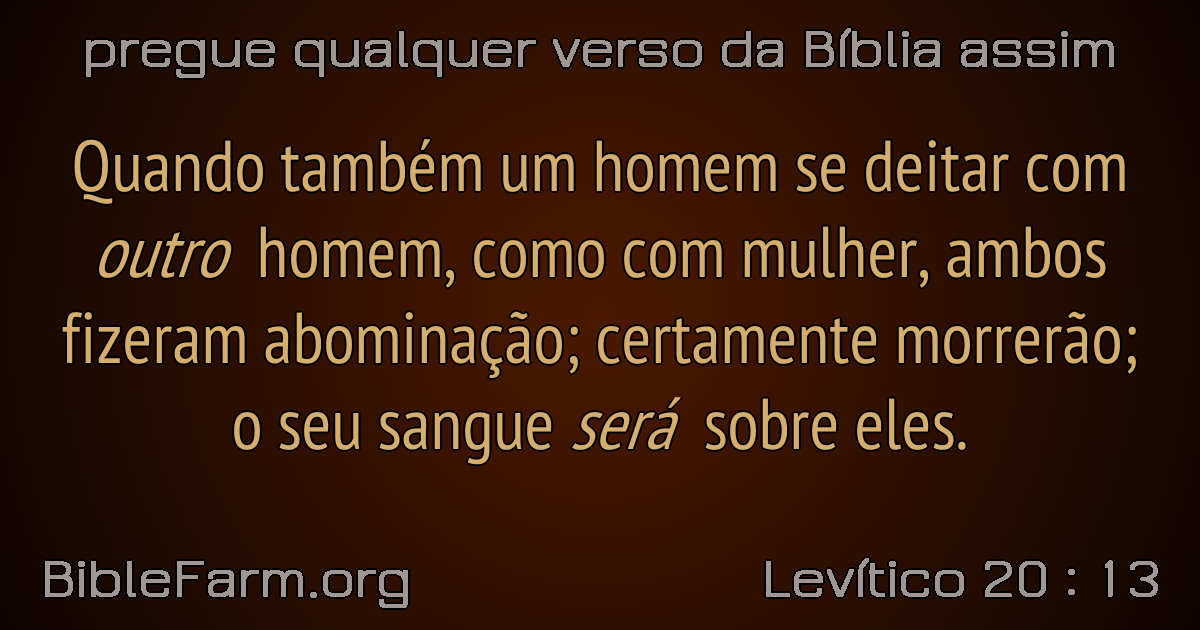 pregue qualquer verso da Bíblia assim
Quando também um homem se deitar com
outro homem, como com mulher, ambos
fizeram abominação; certamente morrerão;
o seu sangue será sobre eles.
BibleFarm.org
Levítico 20 : 13